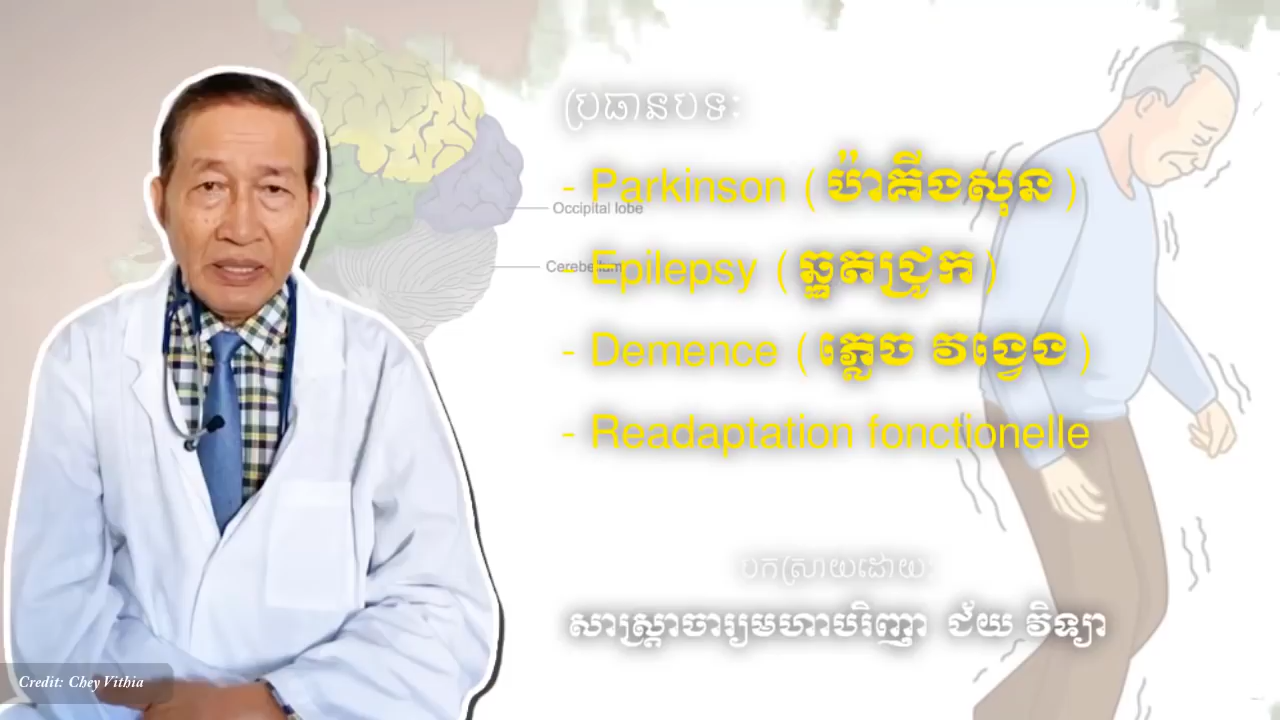 ប្រធានបទ:
- Parkinson (ប៉ាគីងសុន)
Occipital lobe
- Epilepsy (ឆ្កួតជ្រូក)
Cerebellum
- Demence (ភ្លេច វង្វេង)
- Readaptation fonctionelle
បកស្រាយដោយ:
សាស្ត្រាចារ្យមហាបរិញ្ញា ជ័យ វិទ្យា
Credit: Chey Vithia